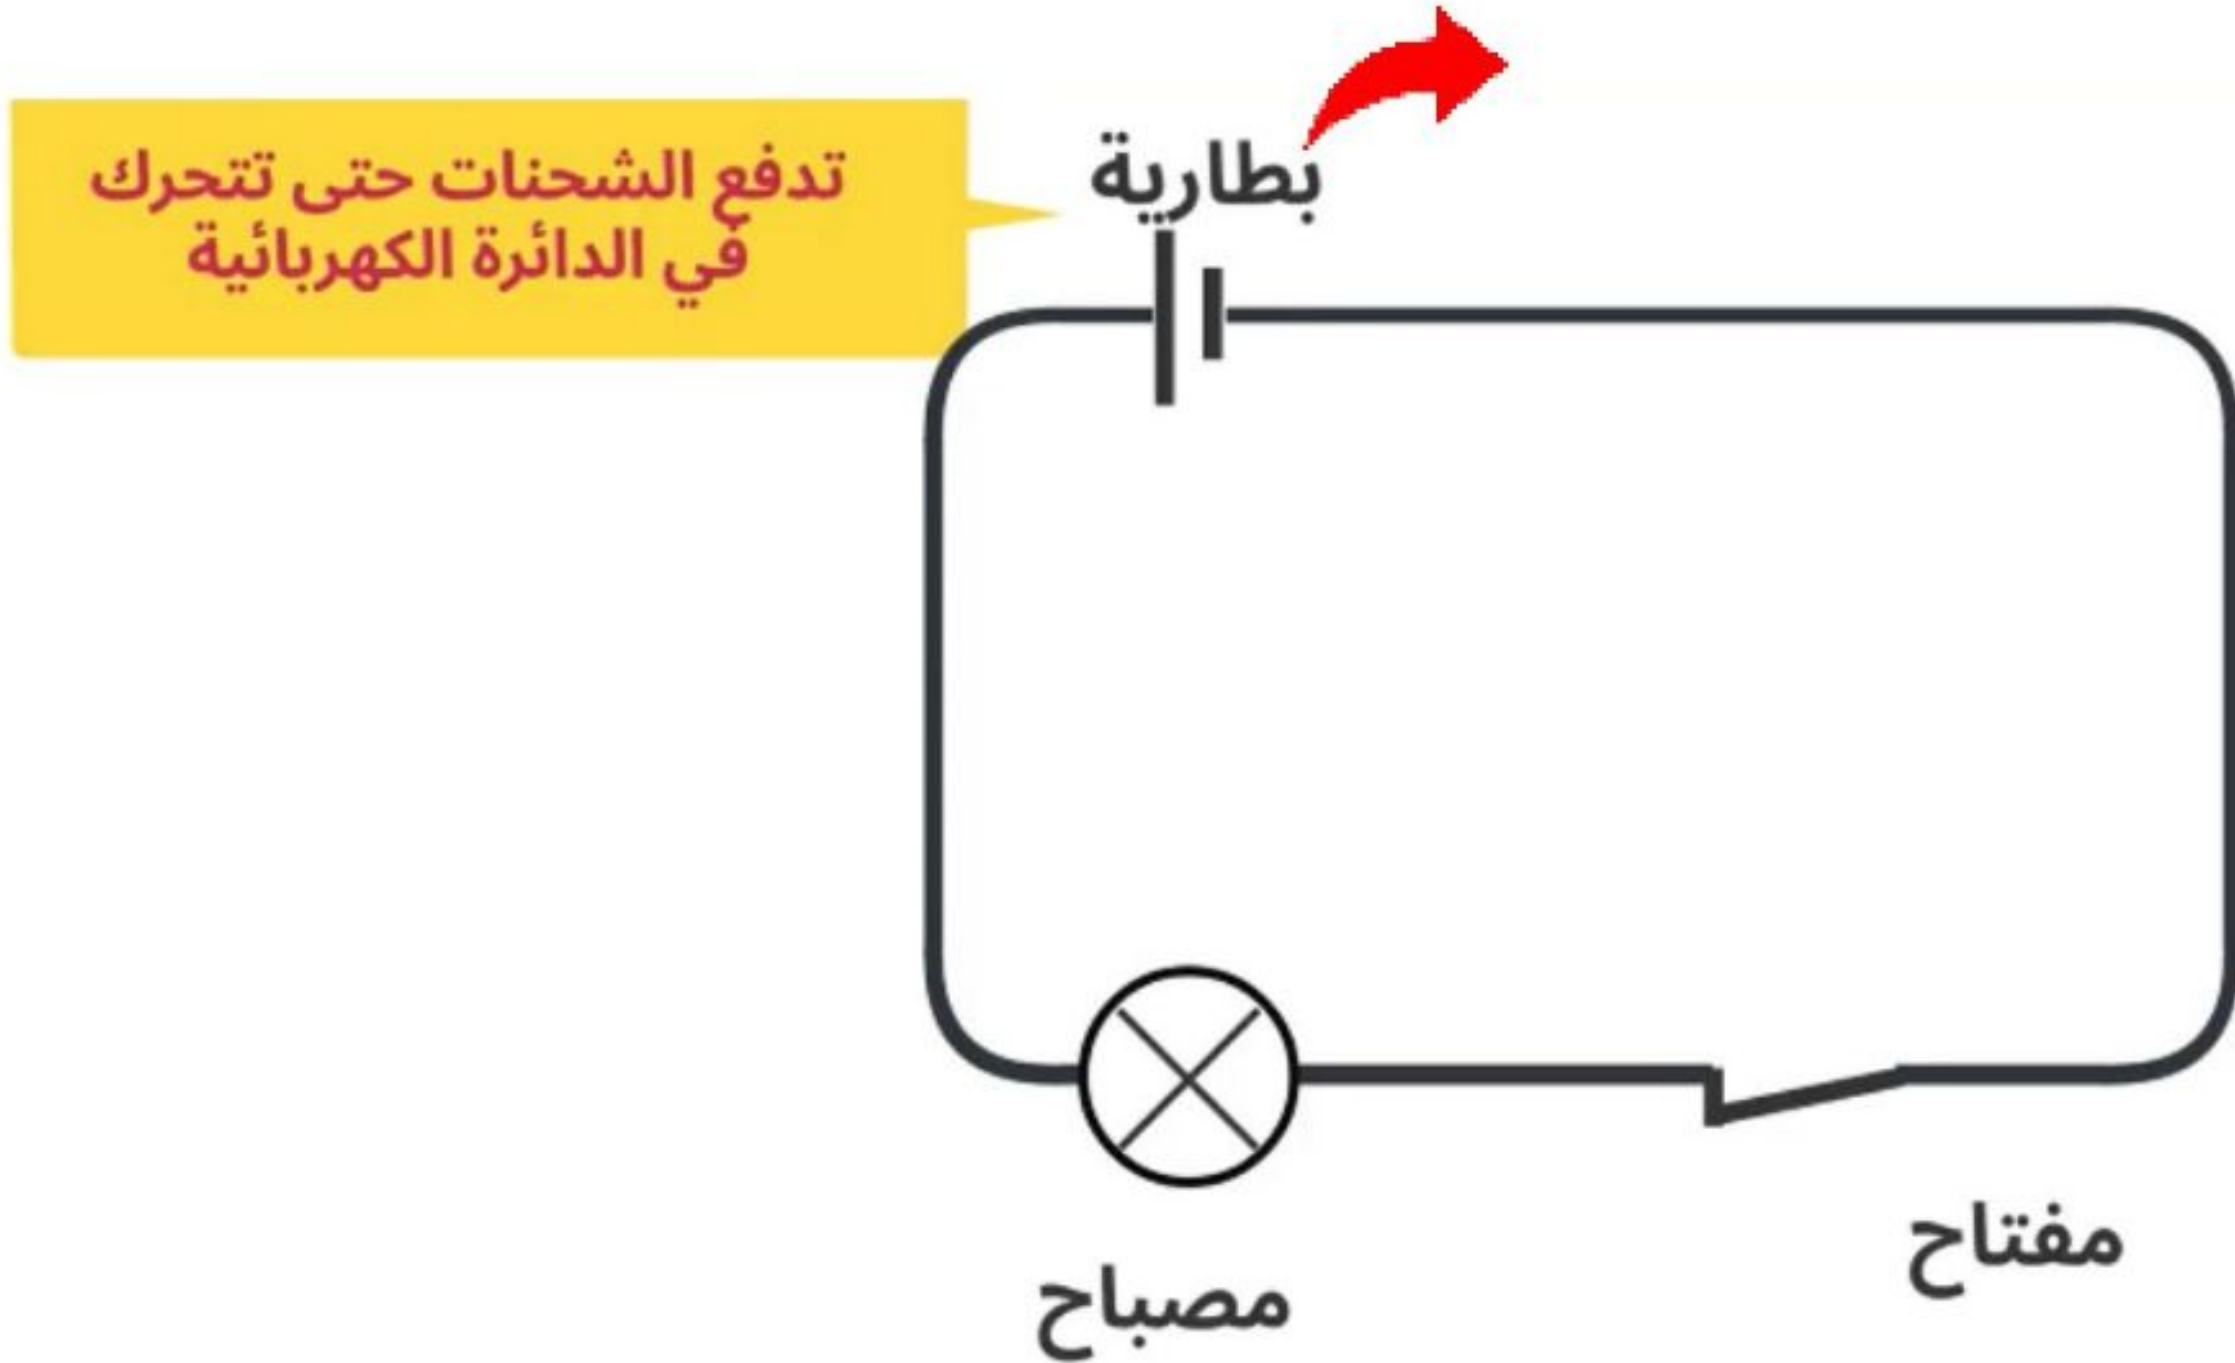 بطارية
تدفع الشحنات حتى تتحرك
في الدائرة الكهربائية
مفتاح
مصباح